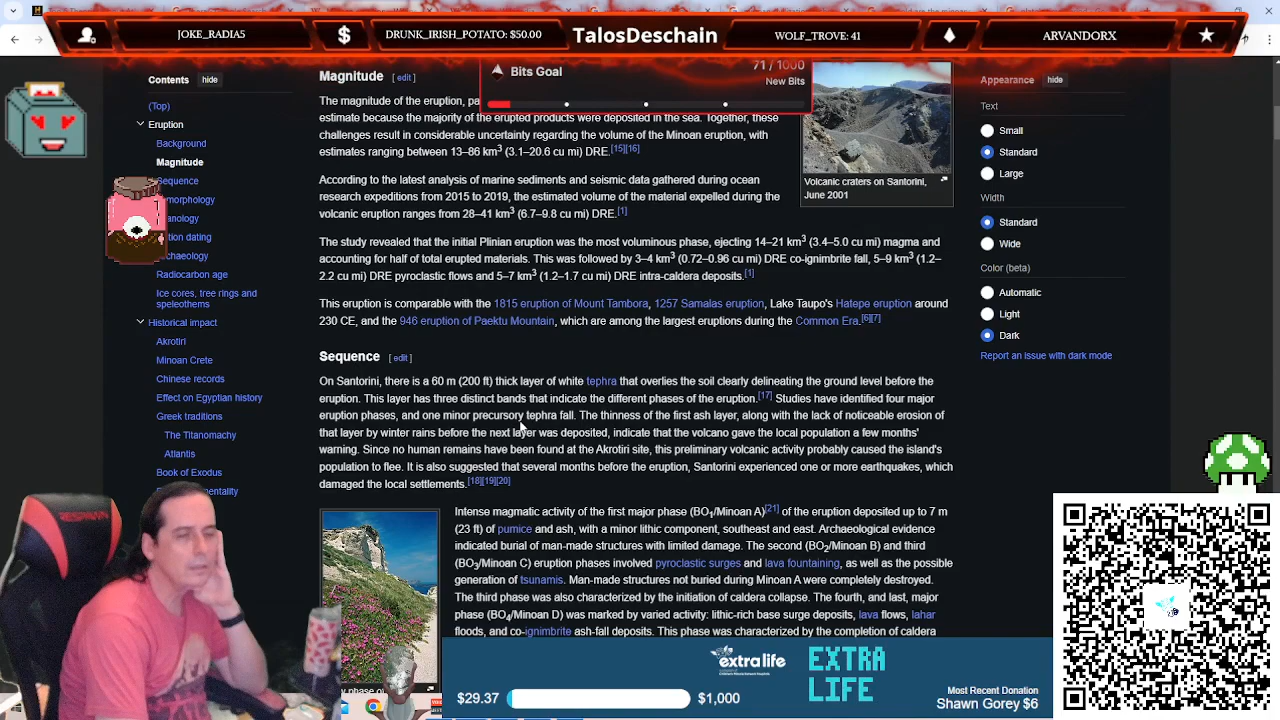 JOKE_RADIA5
$
DRUNK_IRISH_POTATO: $50.00
TalosDeschain
WOLF_TROVE: 41
ARVANDORX
Bits Goal
71 / 1000
New Bits
Contents hide
(Top)
Eruption
Background
Magnitude
Sequence
morphology
anology
tion dating
chaeology
Radiocarbon age
Ice cores, tree rings and
speleothems
Historical impact
Akrotiri
Minoan Crete
Chinese records
Effect on Egyptian history
Greek traditions
The Titanomachy
Atlantis
Book of Exodus
mentality
Magnitude [ edit ]
The magnitude of the eruption, pa
estimate because the majority of the erupted products were deposited in the sea. Together, these
challenges result in considerable uncertainty regarding the volume of the Minoan eruption, with
estimates ranging between 13–86 km³ (3.1–20.6 cu mi) DRE.[15][16]
According to the latest analysis of marine sediments and seismic data gathered during ocean
research expeditions from 2015 to 2019, the estimated volume of the material expelled during the
volcanic eruption ranges from 28–41 km³ (6.7–9.8 cu mi) DRE.[1]
The study revealed that the initial Plinian eruption was the most voluminous phase, ejecting 14–21 km³ (3.4–5.0 cu mi) magma and
accounting for half of total erupted materials. This was followed by 3–4 km³ (0.72–0.96 cu mi) DRE co-ignimbrite fall, 5–9 km³ (1.2–
2.2 cu mi) DRE pyroclastic flows and 5–7 km³ (1.2–1.7 cu mi) DRE intra-caldera deposits.[1]
This eruption is comparable with the 1815 eruption of Mount Tambora, 1257 Samalas eruption, Lake Taupo's Hatepe eruption around
230 CE, and the 946 eruption of Paektu Mountain, which are among the largest eruptions during the Common Era.[6][7]
Volcanic craters on Santorini,
June 2001
Sequence [ edit ]
On Santorini, there is a 60 m (200 ft) thick layer of white tephra that overlies the soil clearly delineating the ground level before the
eruption. This layer has three distinct bands that indicate the different phases of the eruption.[17] Studies have identified four major
eruption phases, and one minor precursory tephra fall. The thinness of the first ash layer, along with the lack of noticeable erosion of
that layer by winter rains before the next layer was deposited, indicate that the volcano gave the local population a few months'
warning. Since no human remains have been found at the Akrotiri site, this preliminary volcanic activity probably caused the island's
population to flee. It is also suggested that several months before the eruption, Santorini experienced one or more earthquakes, which
damaged the local settlements.[18][19][20]
Intense magmatic activity of the first major phase (BO₁/Minoan A)[21] of the eruption deposited up to 7 m
(23 ft) of pumice and ash, with a minor lithic component, southeast and east. Archaeological evidence
indicated burial of man-made structures with limited damage. The second (BO₂/Minoan B) and third
(BO₃/Minoan C) eruption phases involved pyroclastic surges and lava fountaining, as well as the possible
generation of tsunamis. Man-made structures not buried during Minoan A were completely destroyed.
The third phase was also characterized by the initiation of caldera collapse. The fourth, and last, major
phase (BO₄/Minoan D) was marked by varied activity: lithic-rich base surge deposits, lava flows, lahar
floods, and co-ignimbrite ash-fall deposits. This phase was characterized by the completion of caldera
Appearance hide
Text
Small
Standard
Large
Width
Standard
Wide
Color (beta)
Automatic
Light
Dark
Report an issue with dark mode
extralife
EXTRA
LIFE
$29.37
$1,000
Most Recent Donation
Shawn Gorey $6